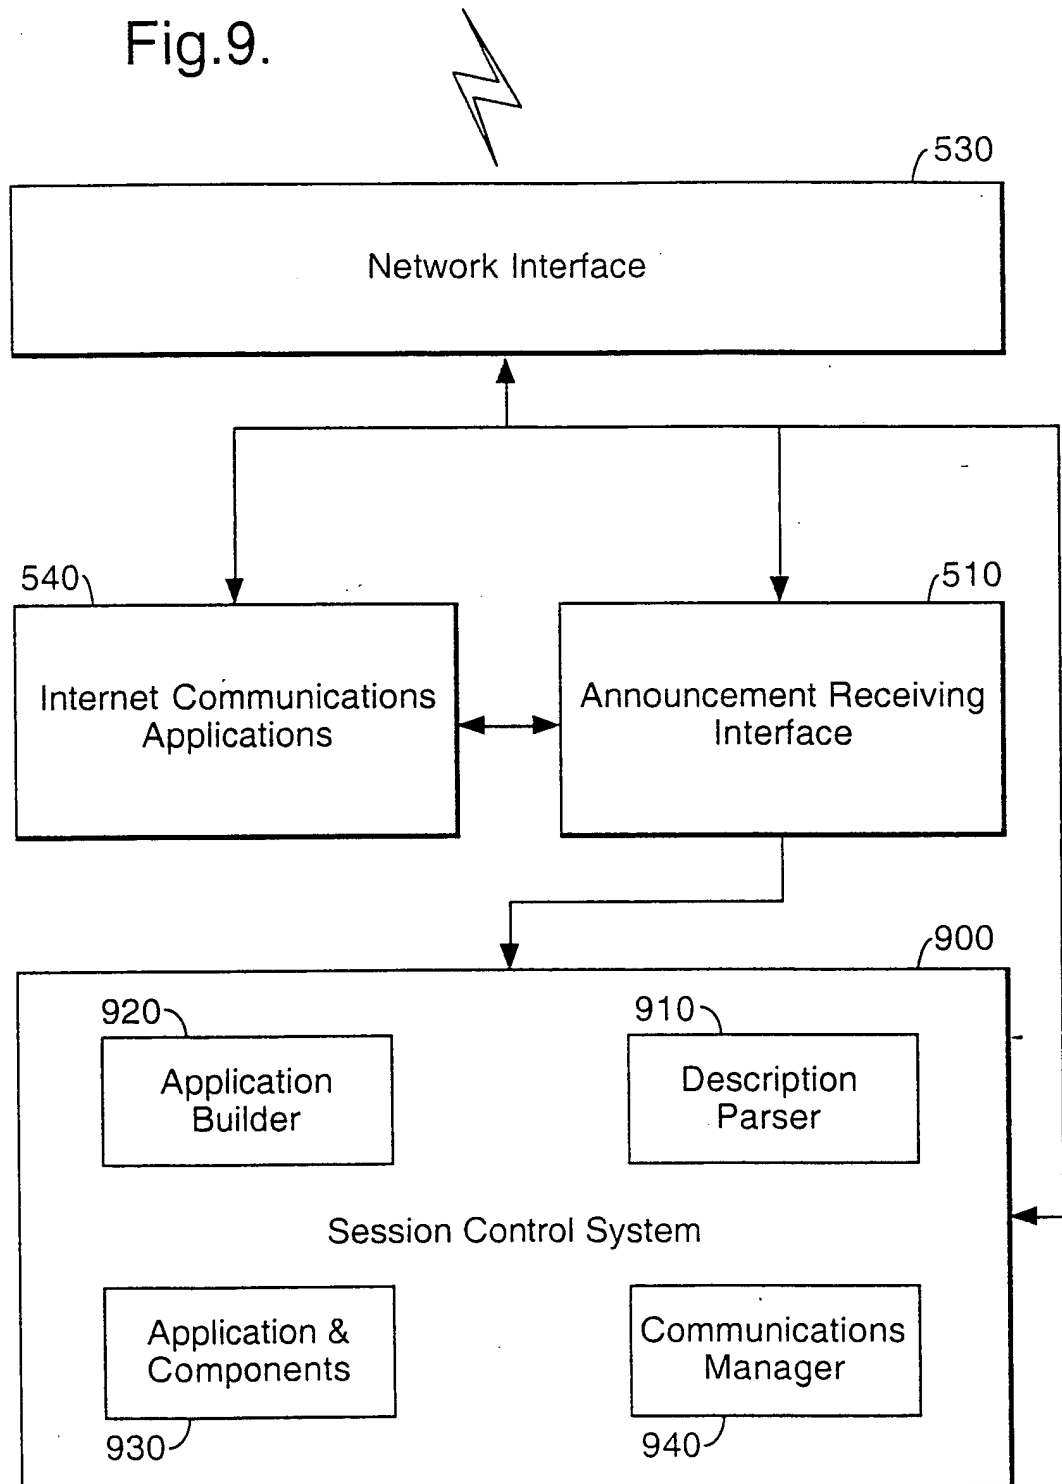 Fig.9.
530
Network Interface
540
510
Internet Communications
Applications
Announcement Receiving
Interface
900
920
910
Application
Builder
Description
Parser
Session Control System
Application &
Components
Communications
Manager
930
940